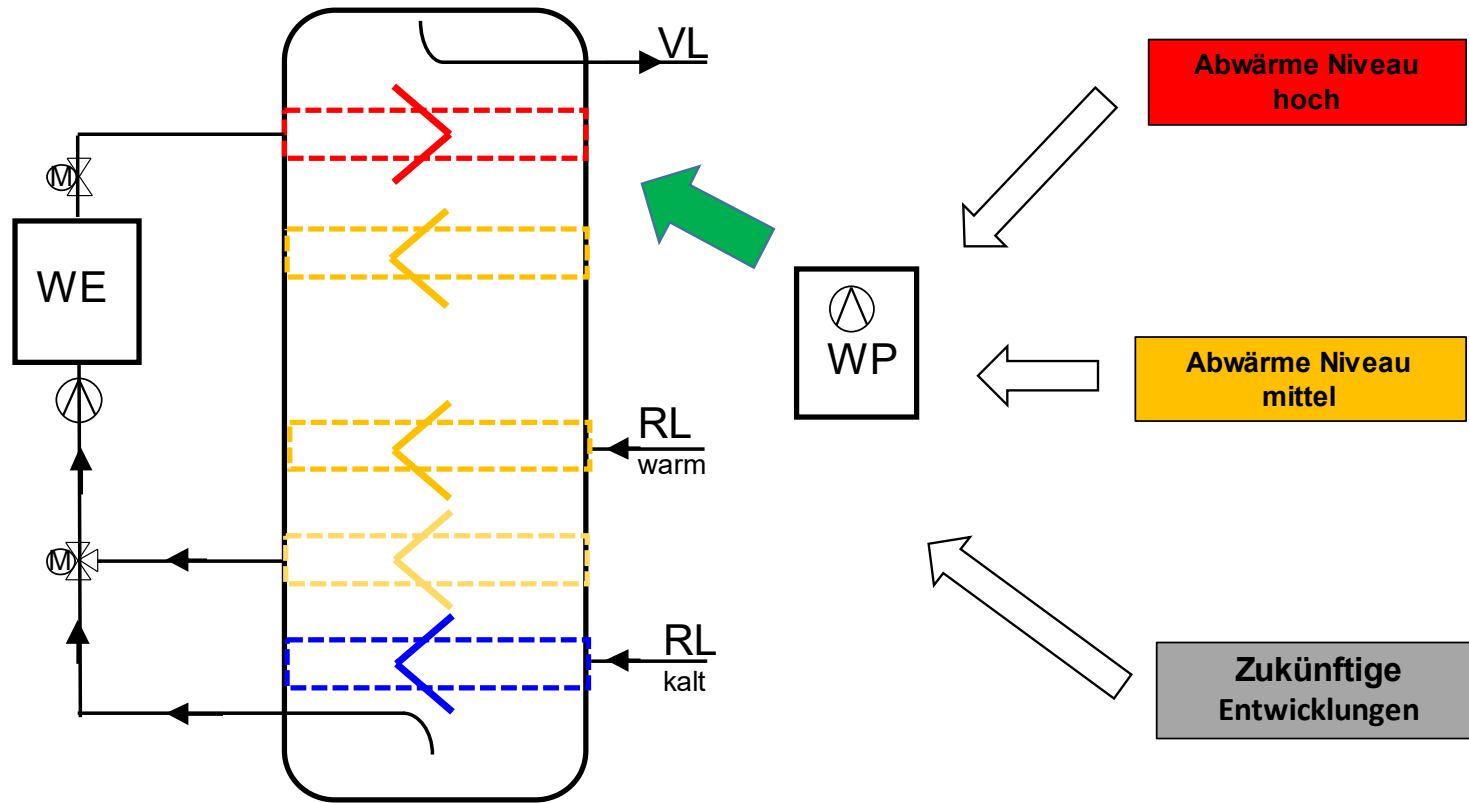 VL
Abwärme Niveau
hoch
M
WE
WP
Abwärme Niveau
mittel
RL
warm
M
RL
kalt
Zukünftige
Entwicklungen